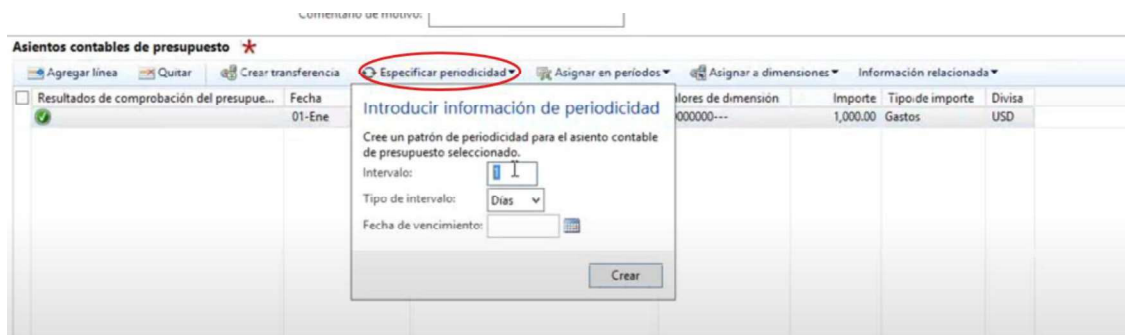 Comentario de motivo:
Asientos contables de presupuesto *
Agregar línea Quitar Crear transferencia Especificar periodicidad Asignar en períodos Asignar a dimensiones Información relacionada
Resultados de comprobación del presupue... Fecha lores de dimensión Importe Tipo de importe Divisa
01-Ene 0000000--- 1,000.00 Gastos USD
Introducir información de periodicidad
Cree un patrón de periodicidad para el asiento contable
de presupuesto seleccionado.
Intervalo: 1
Tipo de intervalo: Días
Fecha de vencimiento:
Crear